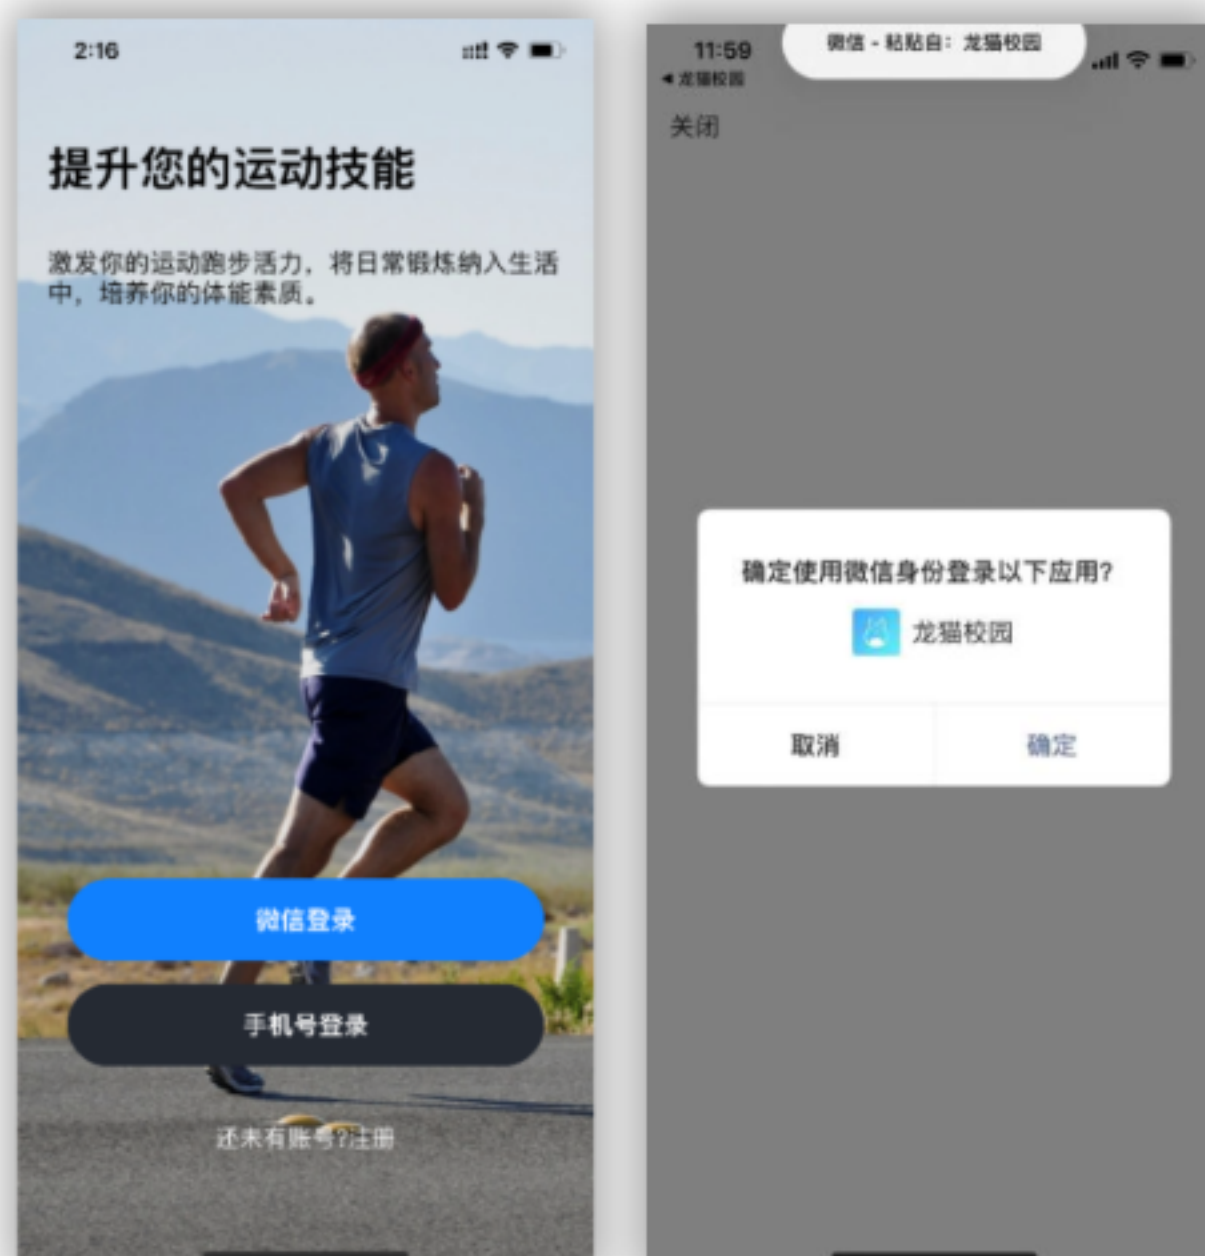 2:16
提升您的运动技能
激发你的运动跑步活力，将日常锻炼纳入生活
中，培养你的体能素质。
微信登录
手机号登录
还未有账号?注册
11:59
微信 - 粘贴自：龙猫校园
龙猫校园
关闭
确定使用微信身份登录以下应用?
龙猫校园
取消
确定